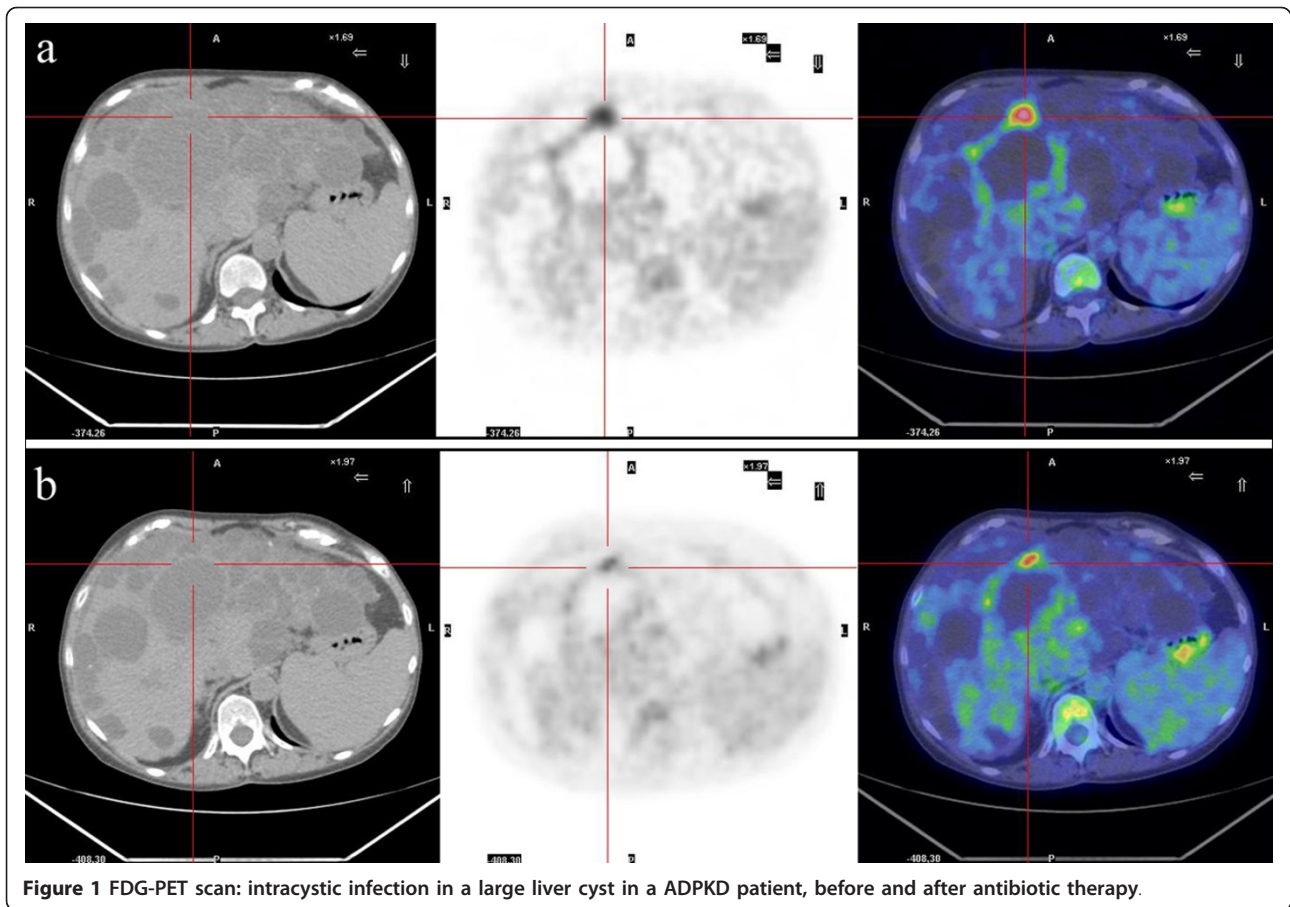 a
A
×1.69
R
L
-374.26
P
A
×1.69
R
L
-374.26
P
A
×1.69
R
L
-374.26
P
b
A
×1.97
R
L
-408.30
P
A
×1.97
R
L
-408.30
P
A
×1.97
R
L
-408.30
P
Figure 1 FDG-PET scan: intracystic infection in a large liver cyst in a ADPKD patient, before and after antibiotic therapy.